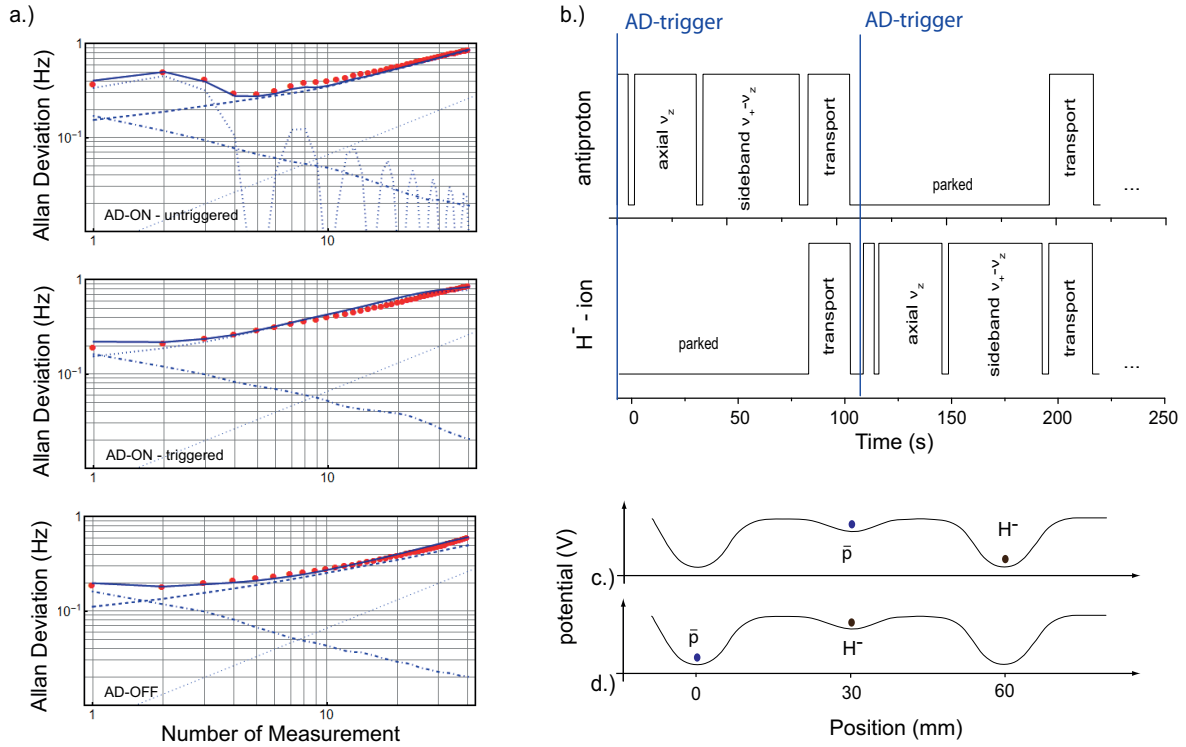 a.)
Allan Deviation (Hz)
1
10⁻¹
AD-ON - untriggered
1
10
Allan Deviation (Hz)
1
10⁻¹
AD-ON - triggered
1
10
Allan Deviation (Hz)
1
10⁻¹
AD-OFF
1
10
Number of Measurement
b.)
AD-trigger
AD-trigger
antiproton
axial ν_z
sideband ν₊-ν_z
transport
parked
transport
...
H⁻ - ion
parked
transport
axial ν_z
sideband ν₊-ν_z
transport
...
0
50
100
150
200
250
Time (s)
potential (V)
c.)
p̄
H⁻
d.)
p̄
H⁻
0
30
60
Position (mm)